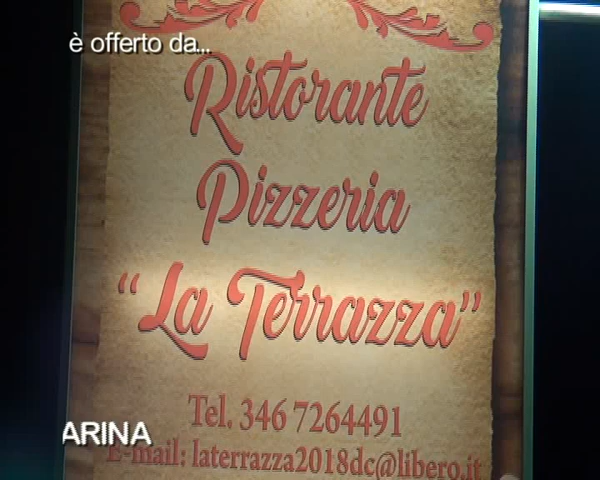 è offerto da...
Ristorante
Pizzeria
“La Terrazza”
Tel. 346 7264491
ARINA
E-mail: laterrazza2018dc@libero.it